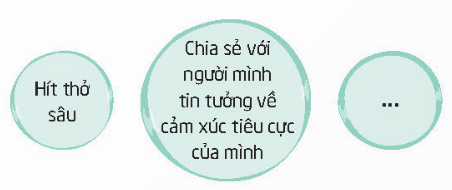 Hít thở
sâu
Chia sẻ với
người mình
tin tưởng về
cảm xúc tiêu cực
của mình
...